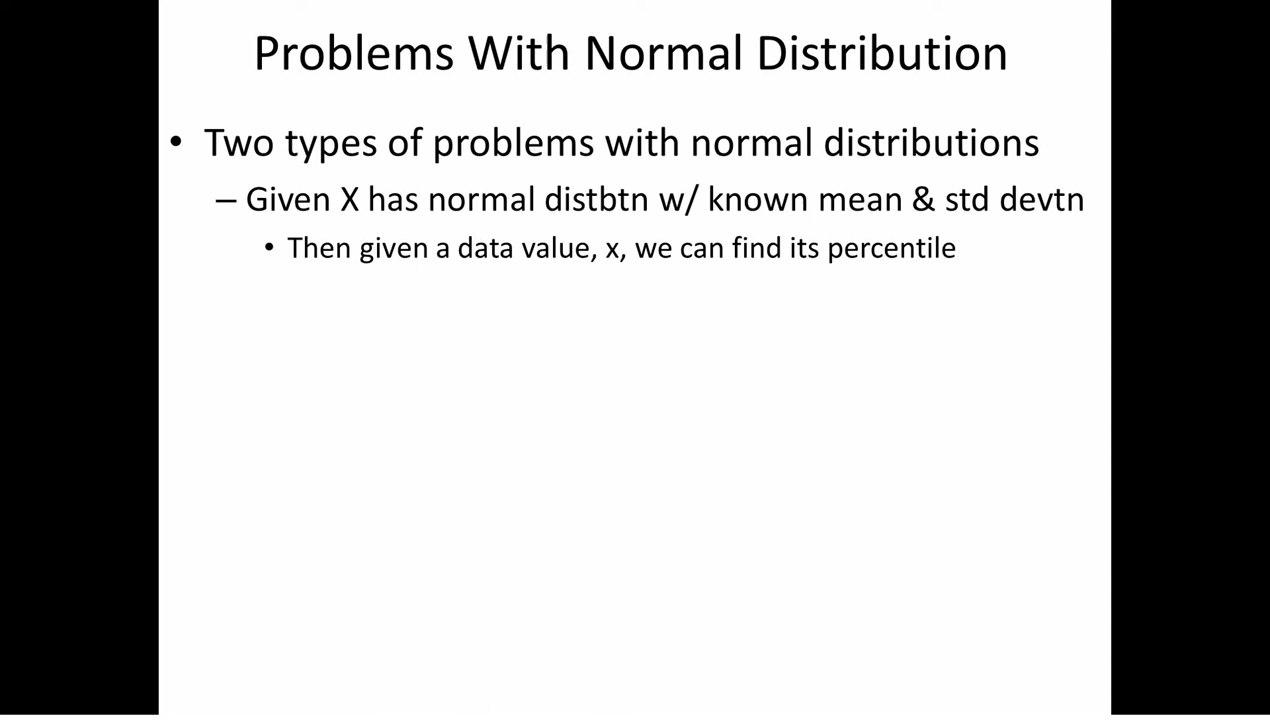 Problems With Normal Distribution
• Two types of problems with normal distributions
– Given X has normal distbtn w/ known mean & std devtn
• Then given a data value, x, we can find its percentile